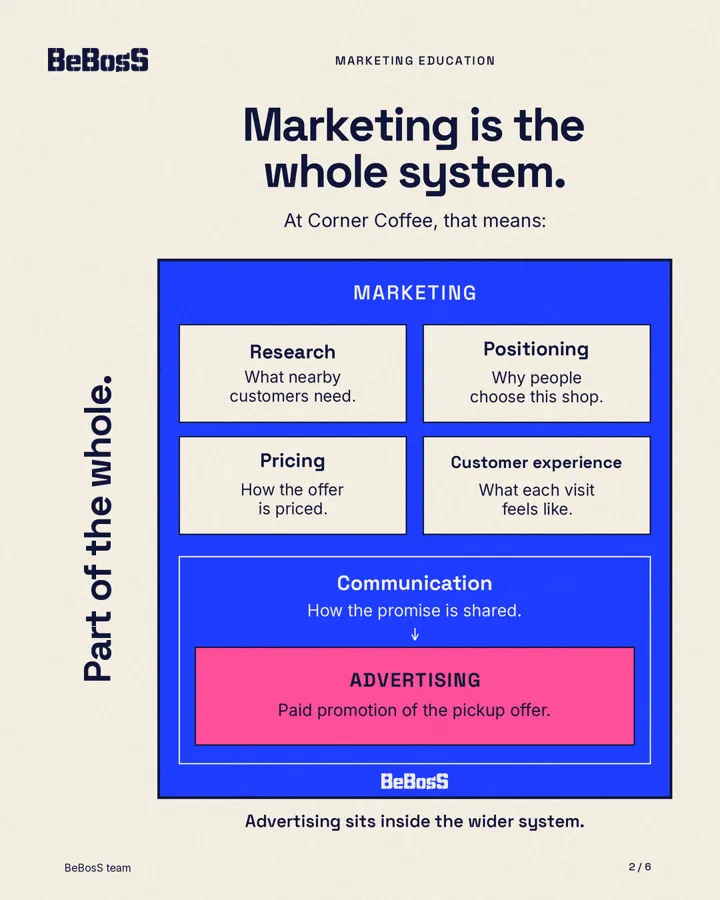 BeBosS
MARKETING EDUCATION
Marketing is the
whole system.
At Corner Coffee, that means:
Part of the whole.
MARKETING
Research
What nearby
customers need.
Positioning
Why people
choose this shop.
Pricing
How the offer
is priced.
Customer experience
What each visit
feels like.
Communication
How the promise is shared.
↓
ADVERTISING
Paid promotion of the pickup offer.
BeBosS
Advertising sits inside the wider system.
BeBosS team
2 / 6